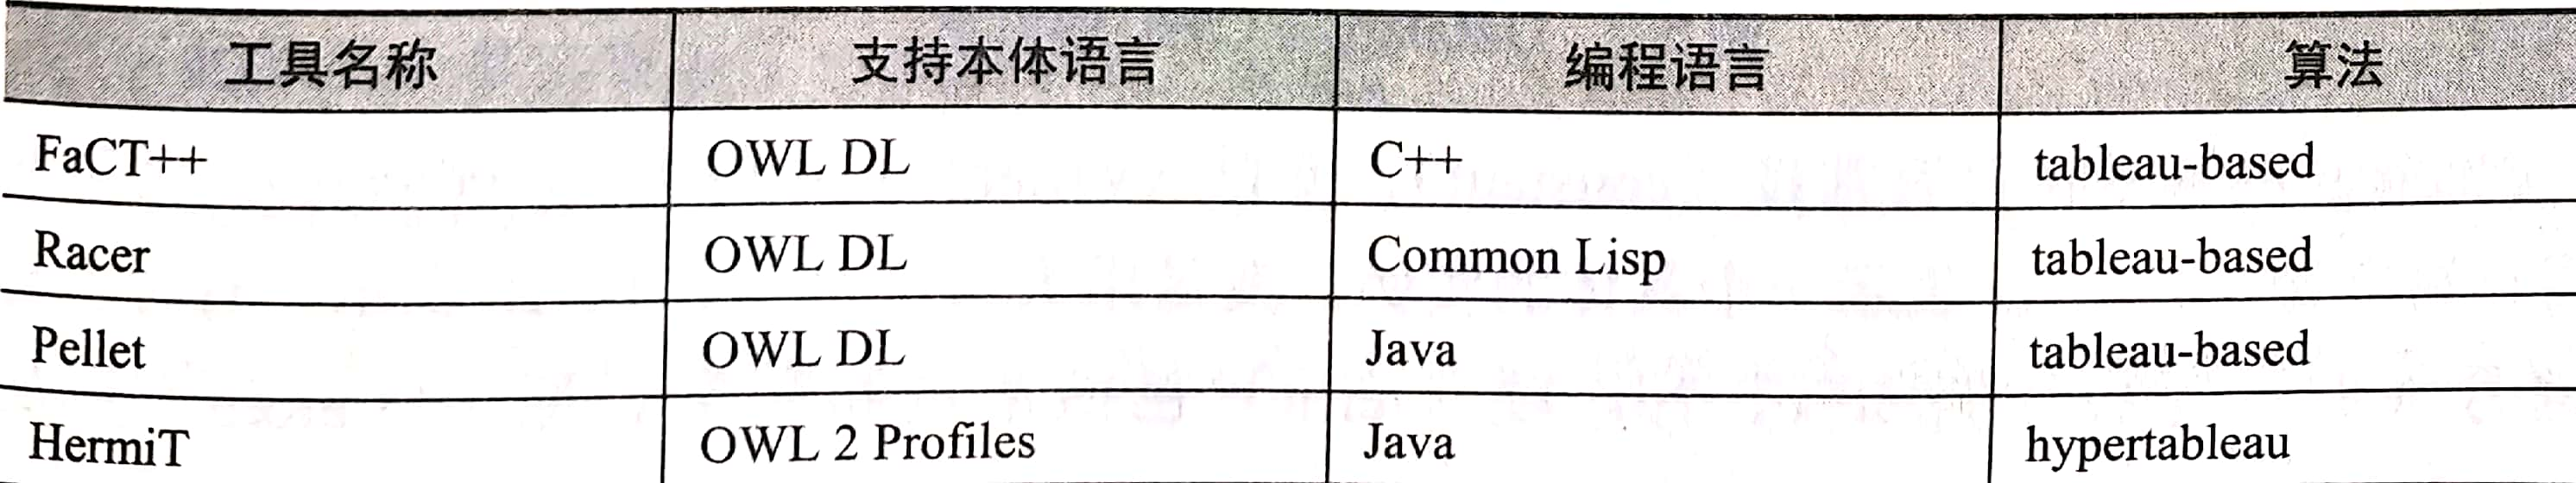 工具名称 支持本体语言 编程语言 算法
FaCT++ OWL DL C++ tableau-based
Racer OWL DL Common Lisp tableau-based
Pellet OWL DL Java tableau-based
HermiT OWL 2 Profiles Java hypertableau